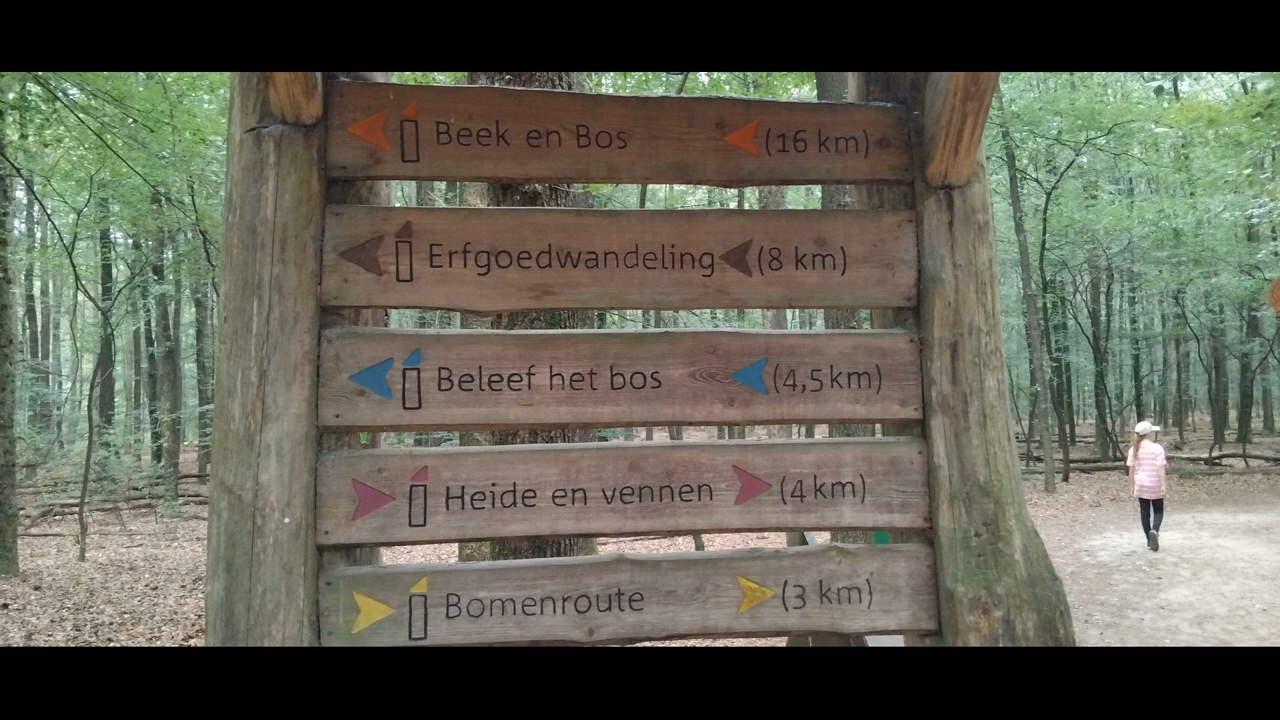 Beek en Bos (16 km)
Erfgoedwandeling (8 km)
Beleef het bos (4,5 km)
Heide en vennen (4 km)
Bomenroute (3 km)